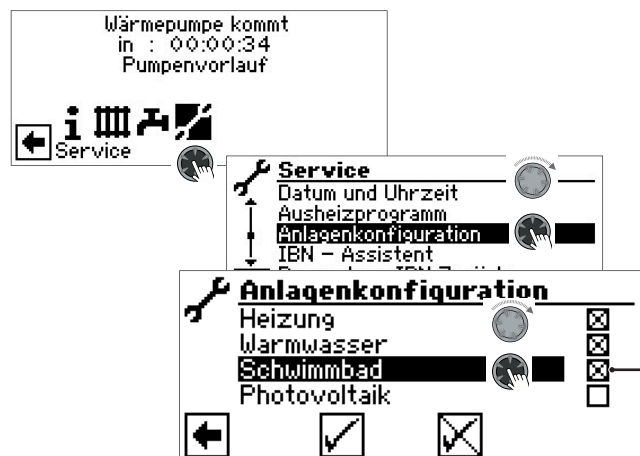 Wärmepumpe kommt
in : 00:00:34
Pumpenvorlauf
Service
Service
Datum und Uhrzeit
Ausheizprogramm
Anlagenkonfiguration
IBN – Assistent
Anlagenkonfiguration
Heizung
Warmwasser
Schwimmbad
Photovoltaik